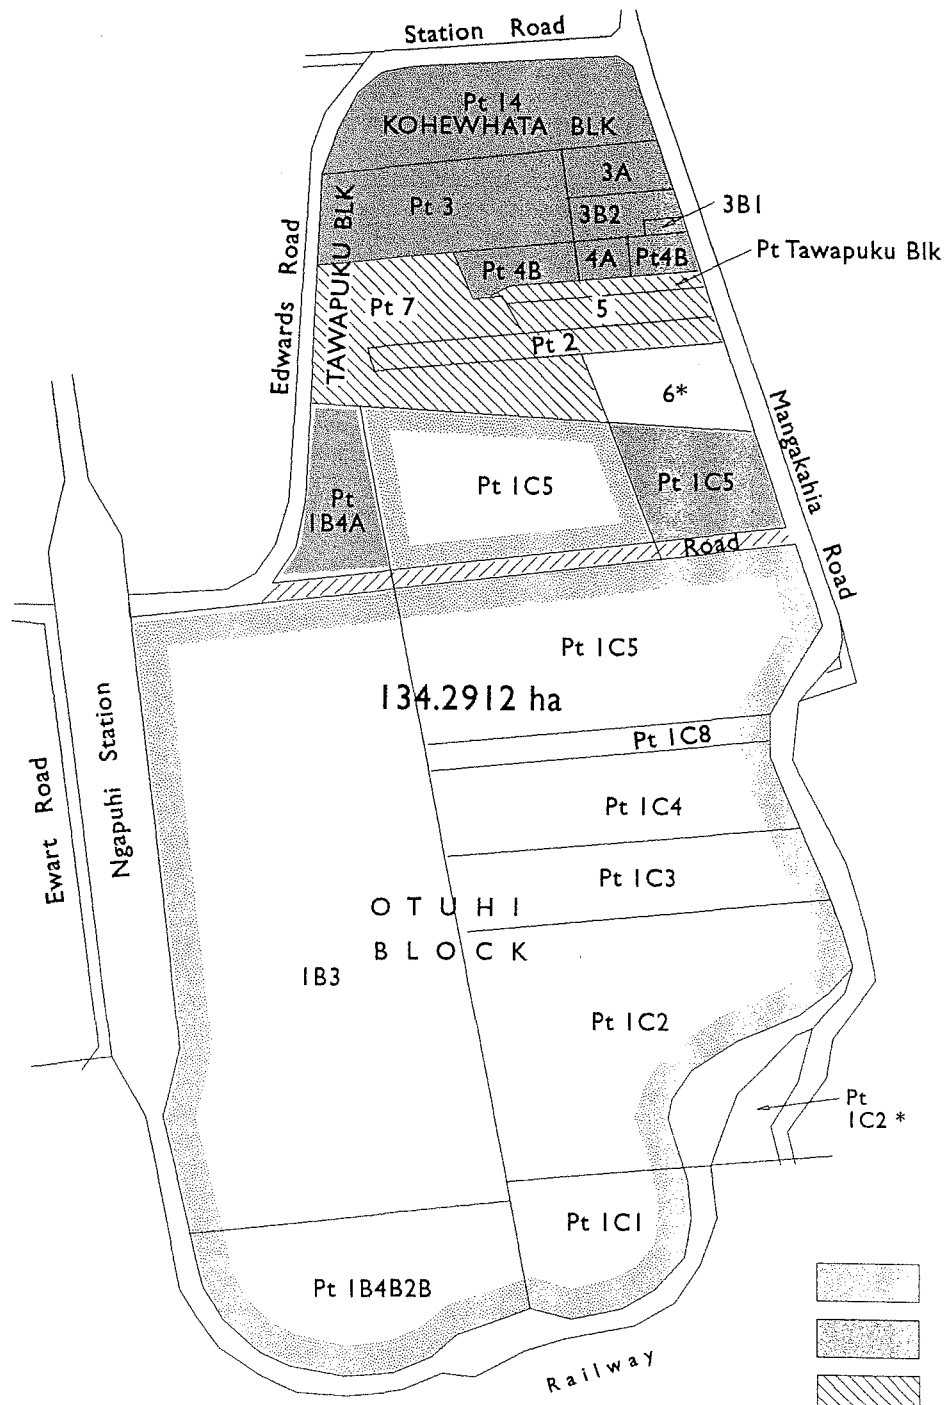 Station Road
Pt 14
KOHEWHATA BLK
3A
Pt 3
3B2
3B1
TAWAPUKU BLK
Edwards Road
Pt 4B
4A
Pt4B
Pt Tawapuku Blk
Pt 7
5
Pt 2
6*
Mangakahia Road
Pt 1C5
Pt 1C5
Pt
1B4A
Road
Pt 1C5
134.2912 ha
Pt 1C8
Ewart Road
Ngapuhi Station
Pt 1C4
Pt 1C3
OTUHI
BLOCK
1B3
Pt 1C2
Pt
1C2 *
Pt 1C1
Pt 1B4B2B
Railway